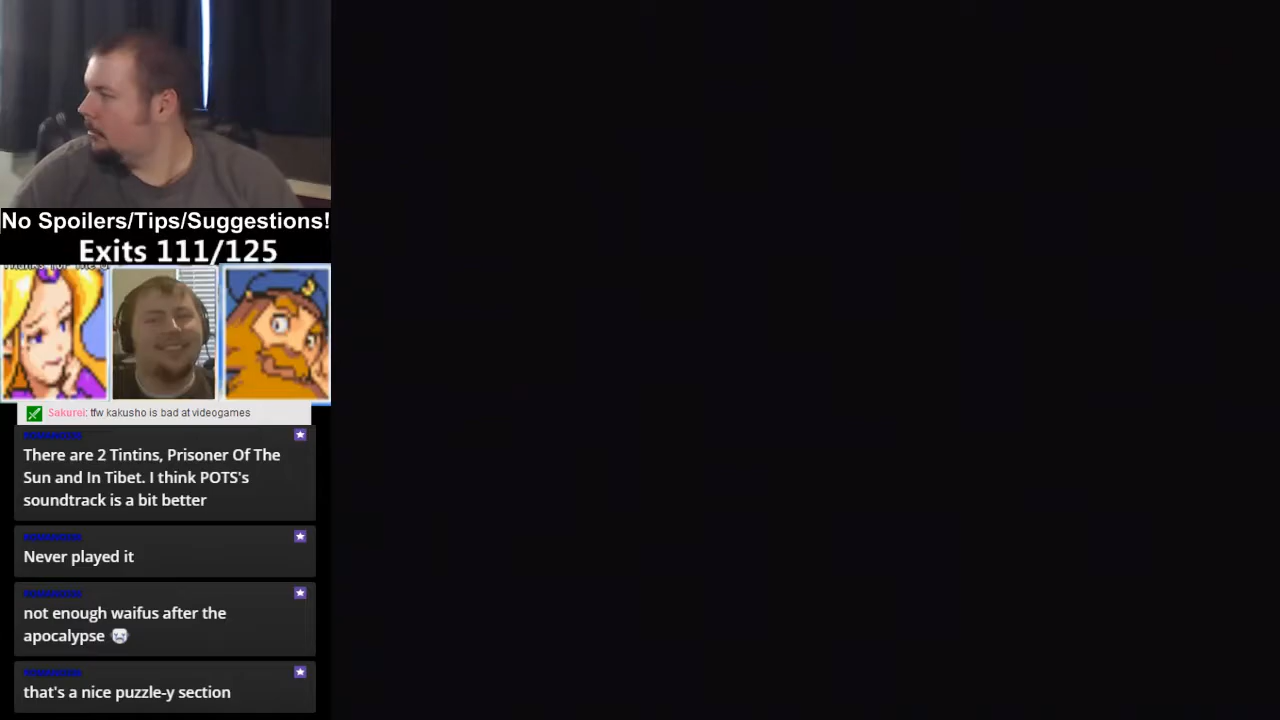 No Spoilers/Tips/Suggestions!
Exits 111/125
Sakurei: tfw kakusho is bad at videogames
There are 2 Tintins, Prisoner Of The
Sun and In Tibet. I think POTS's
soundtrack is a bit better
Never played it
not enough waifus after the
apocalypse
that's a nice puzzle-y section